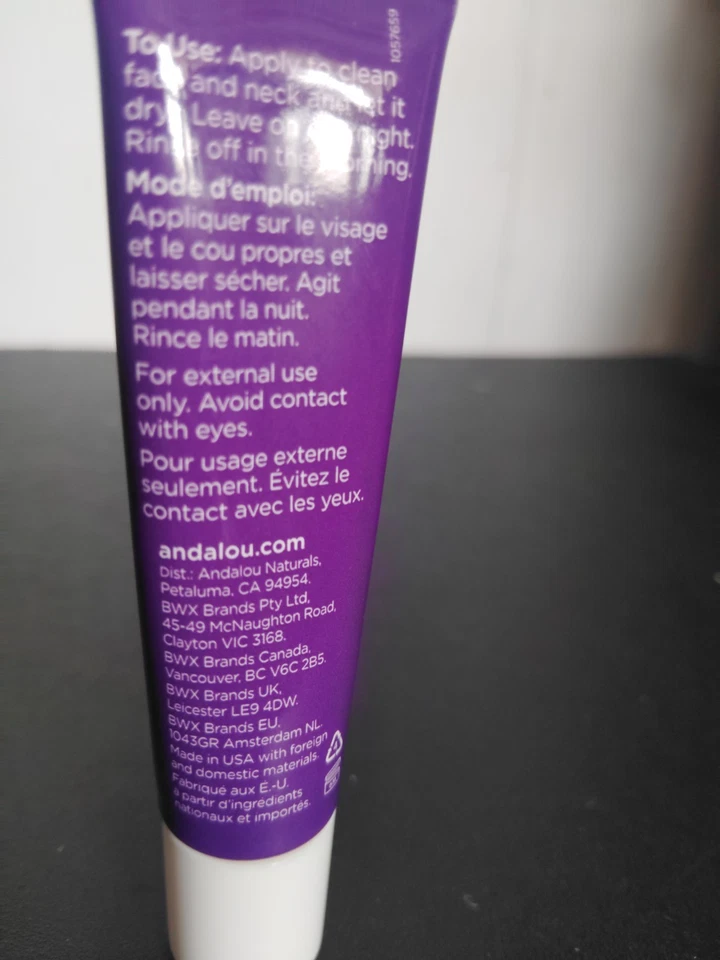 1057659
To Use: Apply to clean
face and neck and let it
dry. Leave on overnight.
Rinse off in the morning.
Mode d'emploi:
Appliquer sur le visage
et le cou propres et
laisser sécher. Agit
pendant la nuit.
Rince le matin.
For external use
only. Avoid contact
with eyes.
Pour usage externe
seulement. Évitez le
contact avec les yeux.
andalou.com
Dist.: Andalou Naturals,
Petaluma, CA 94954.
BWX Brands Pty Ltd,
45-49 McNaughton Road,
Clayton VIC 3168.
BWX Brands Canada,
Vancouver, BC V6C 2B5.
BWX Brands UK,
Leicester LE9 4DW.
BWX Brands EU,
1043GR Amsterdam NL.
Made in USA with foreign
and domestic materials.
Fabriqué aux É.-U.
à partir d'ingredients
nationaux et importés.